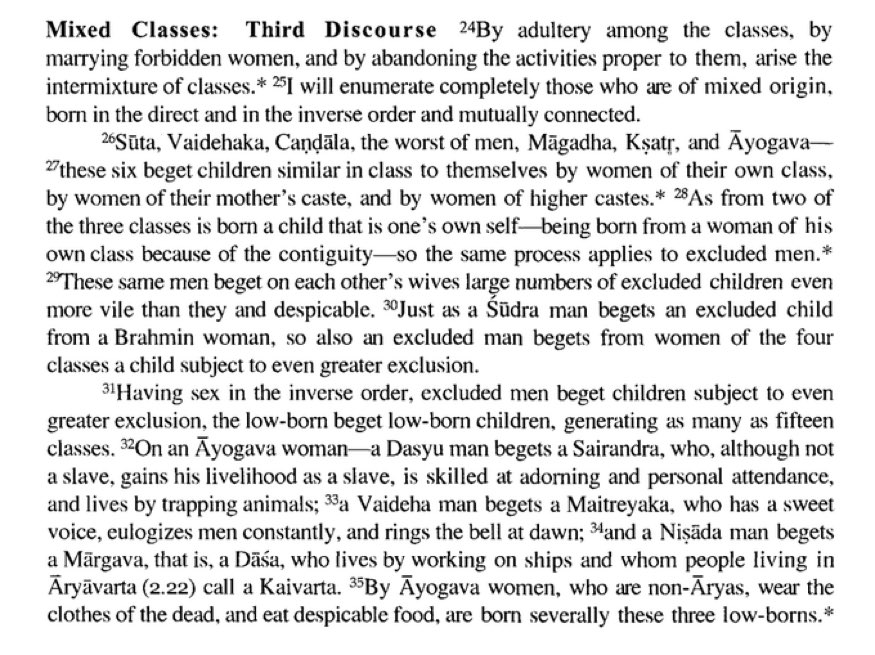 Mixed Classes: Third Discourse ²⁴By adultery among the classes, by
marrying forbidden women, and by abandoning the activities proper to them, arise the
intermixture of classes.* ²⁵I will enumerate completely those who are of mixed origin,
born in the direct and in the inverse order and mutually connected.
²⁶Sūta, Vaidehaka, Caṇḍāla, the worst of men, Māgadha, Kṣatṛ, and Āyogava—
²⁷these six beget children similar in class to themselves by women of their own class,
by women of their mother's caste, and by women of higher castes.* ²⁸As from two of
the three classes is born a child that is one's own self—being born from a woman of his
own class because of the contiguity—so the same process applies to excluded men.*
²⁹These same men beget on each other's wives large numbers of excluded children even
more vile than they and despicable. ³⁰Just as a Śūdra man begets an excluded child
from a Brahmin woman, so also an excluded man begets from women of the four
classes a child subject to even greater exclusion.
³¹Having sex in the inverse order, excluded men beget children subject to even
greater exclusion, the low-born beget low-born children, generating as many as fifteen
classes. ³²On an Āyogava woman—a Dasyu man begets a Sairandra, who, although not
a slave, gains his livelihood as a slave, is skilled at adorning and personal attendance,
and lives by trapping animals; ³³a Vaideha man begets a Maitreyaka, who has a sweet
voice, eulogizes men constantly, and rings the bell at dawn; ³⁴and a Niṣāda man begets
a Mārgava, that is, a Dāśa, who lives by working on ships and whom people living in
Āryāvarta (2.22) call a Kaivarta. ³⁵By Āyogava women, who are non-Āryas, wear the
clothes of the dead, and eat despicable food, are born severally these three low-borns.*